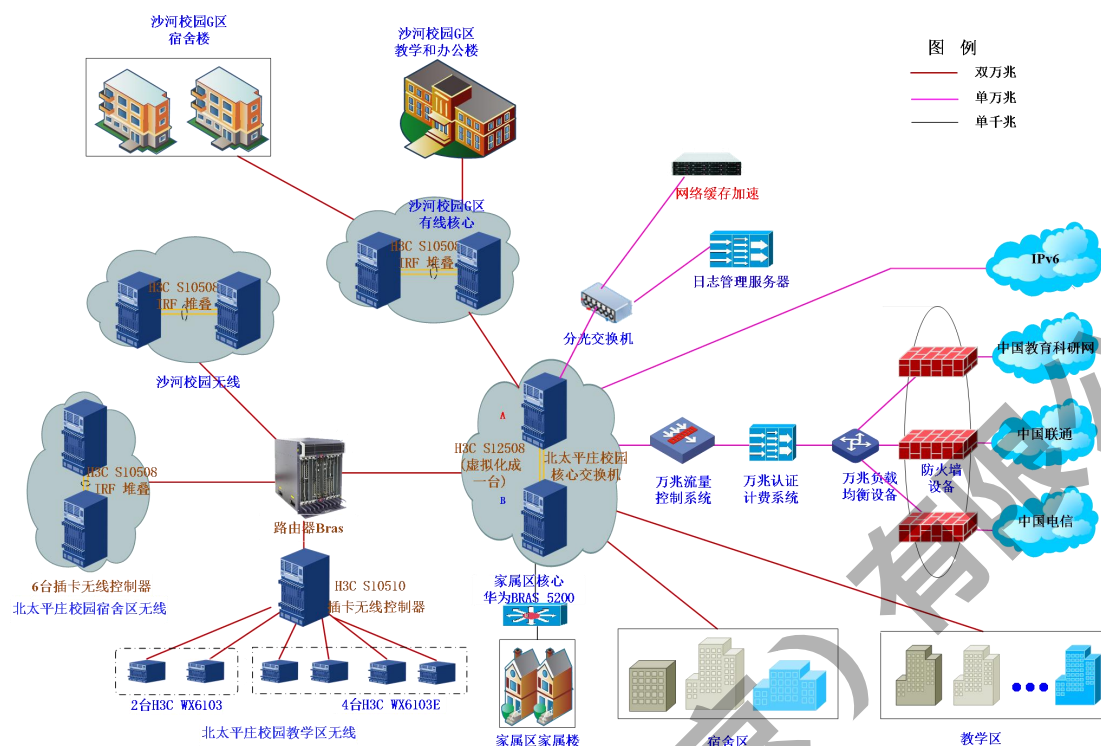 沙河校园G区
宿舍楼
沙河校园G区
教学和办公楼
图 例
双万兆
单万兆
单千兆
网络缓存加速
日志管理服务器
分光交换机
沙河校园G区
有线核心
H3C S10508
IRF 堆叠
H3C S10508
IRF 堆叠
沙河校园无线
IPv6
中国教育科研网
中国联通
中国电信
防火墙
设备
万兆负载
均衡设备
万兆认证
计费系统
万兆流量
控制系统
A
H3C S12508
(虚拟化成
一台)
B
北太平庄校园
核心交换机
H3C S10508
IRF 堆叠
6台插卡无线控制器
北太平庄校园宿舍区无线
路由器Bras
H3C S10510
插卡无线控制器
2台H3C WX6103
4台H3C WX6103E
北太平庄校园教学区无线
家属区核心
华为BRAS 5200
家属区家属楼
宿舍区
教学区